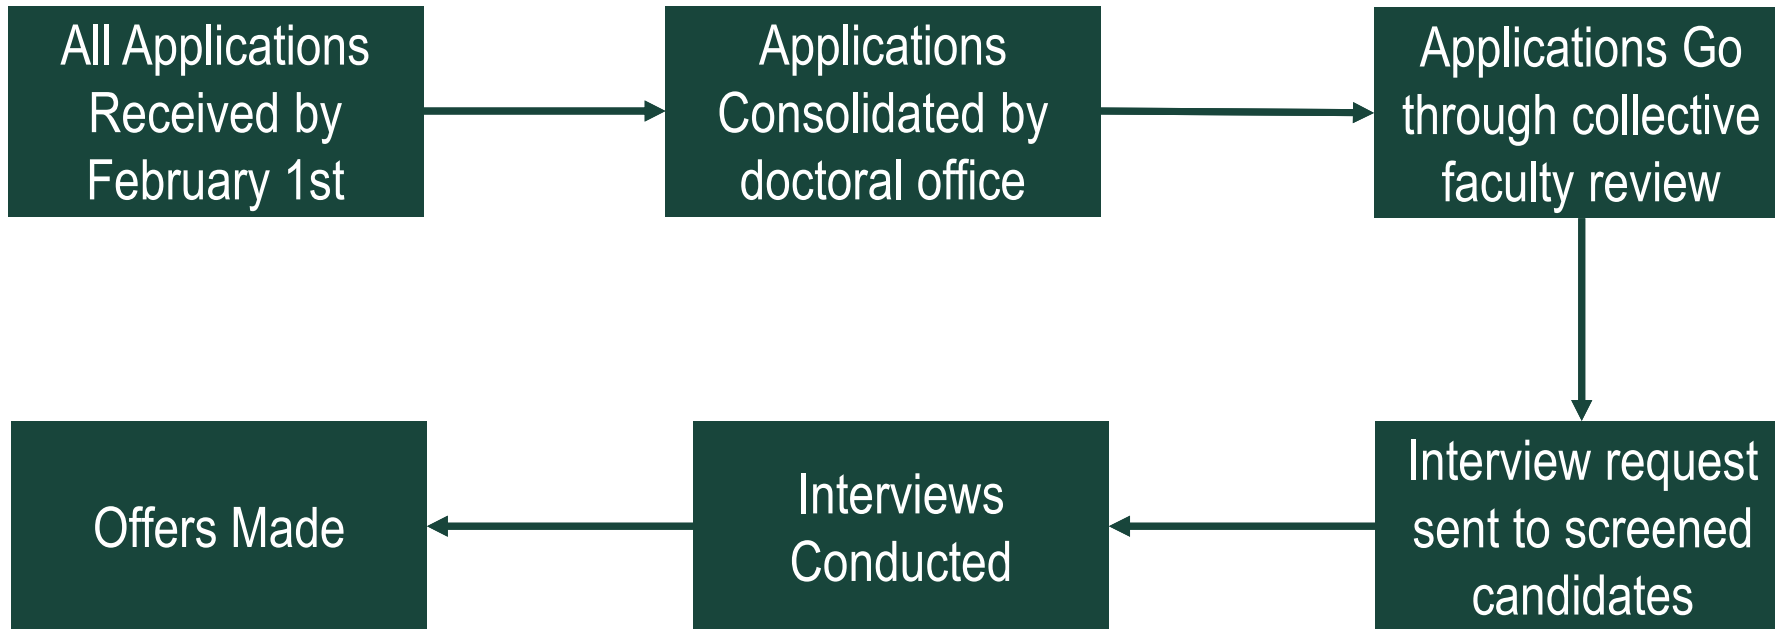 All Applications
Received by
February 1st
Applications
Consolidated by
doctoral office
Applications Go
through collective
faculty review
Interview request
sent to screened
candidates
Interviews
Conducted
Offers Made